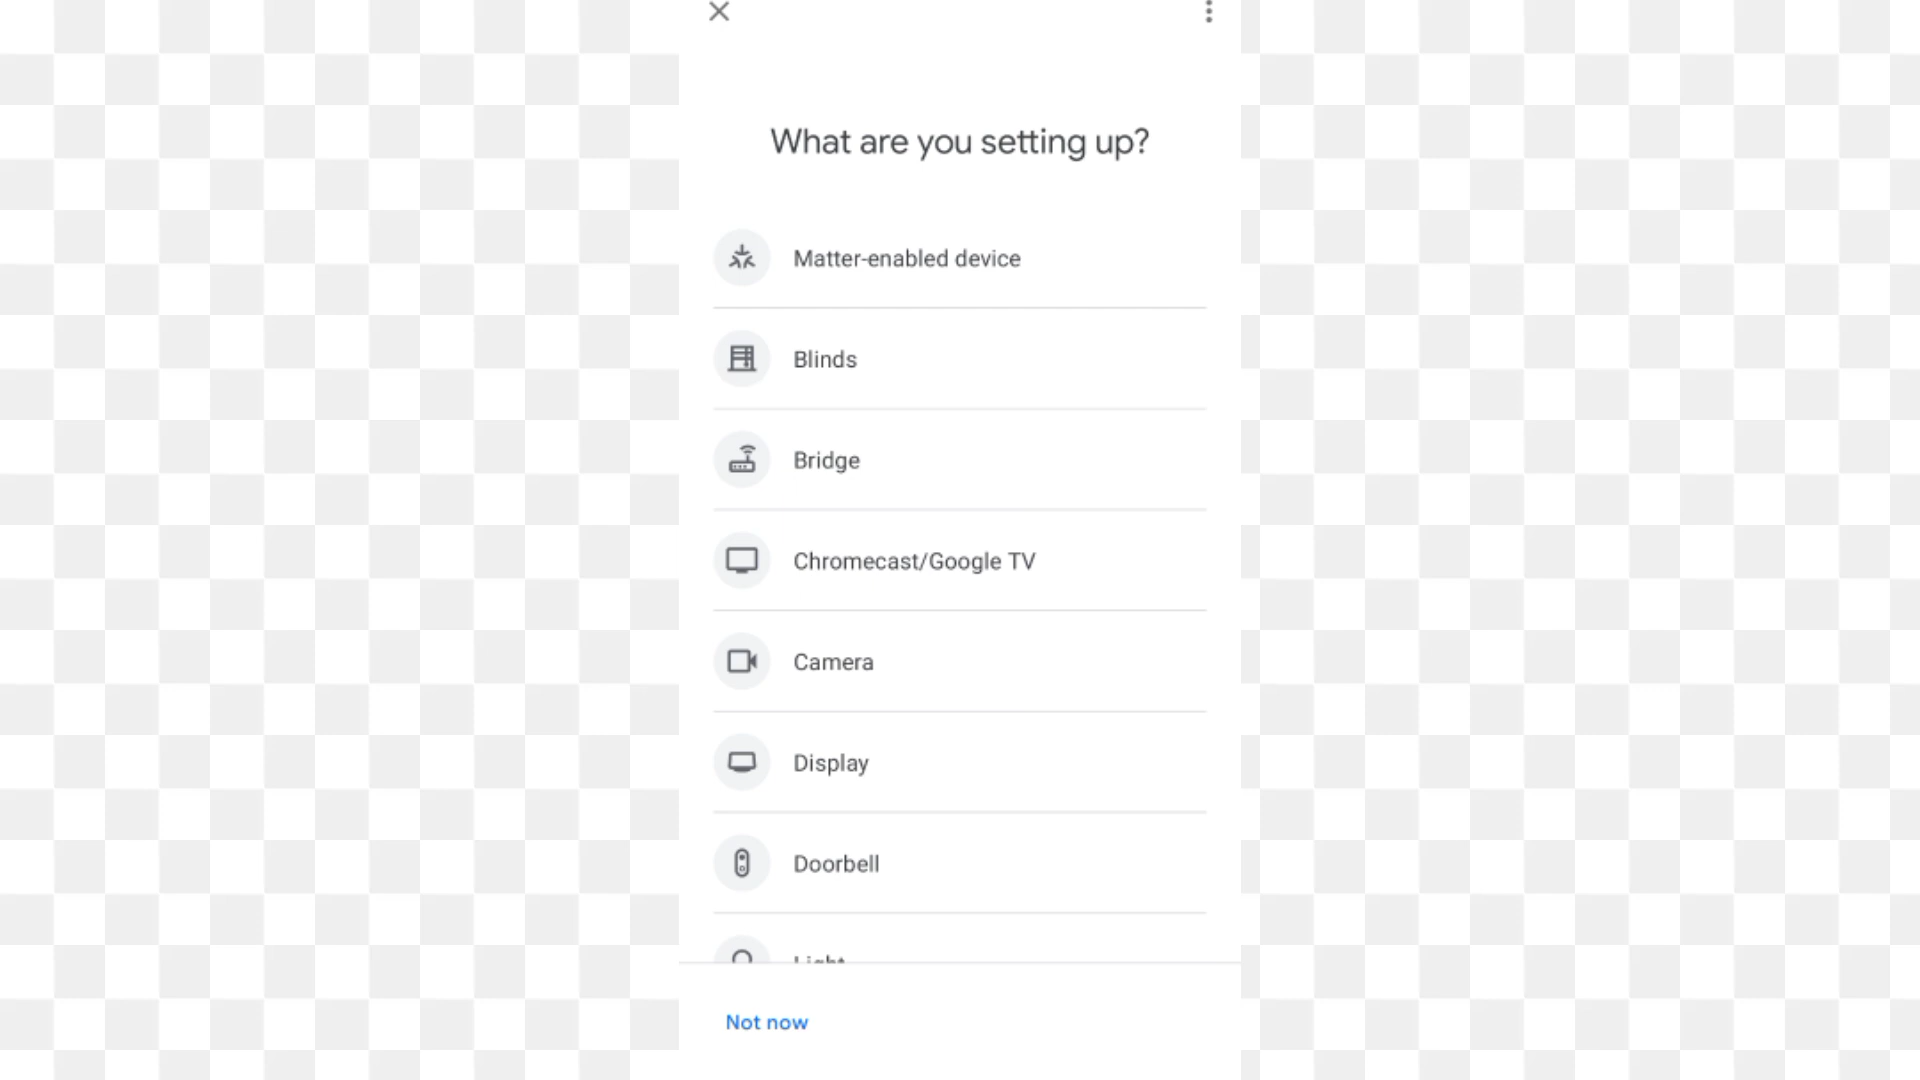 What are you setting up?
Matter-enabled device
Blinds
Bridge
Chromecast/Google TV
Camera
Display
Doorbell
Light
Not now